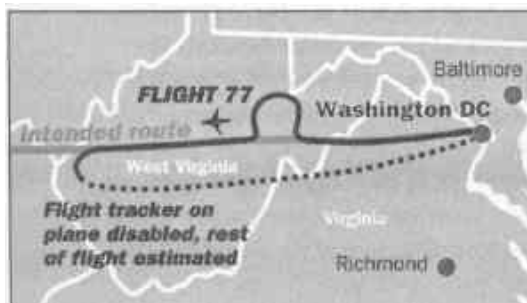 Baltimore
FLIGHT 77
Washington DC
Intended route
West Virginia
Flight tracker on
plane disabled, rest
of flight estimated
Virginia
Richmond